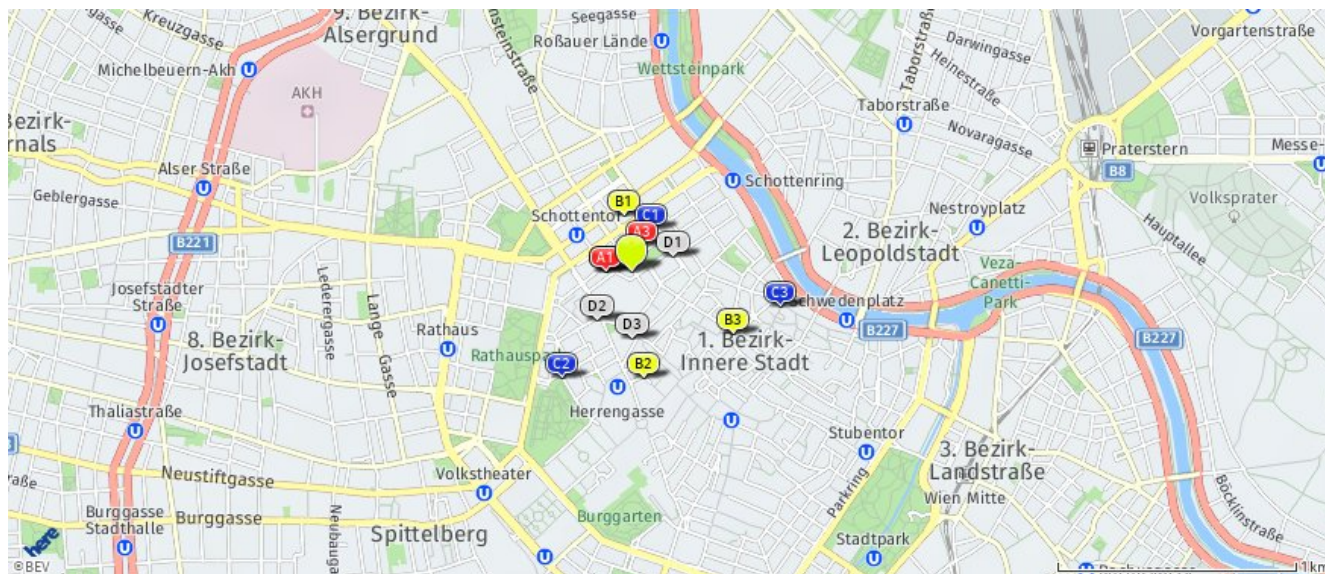 9. Bezirk-
Alsergrund
Kreuzgasse
Michelbeuern-Akh
AKH
Seegasse
Roßauer Lände
Wettsteinpark
Taborstraße
Darwingasse
Heinestraße
Taborstraße
Novaragasse
Vorgartenstraße
Praterstern
B8
Messe-
Volksprater
Hauptallee
Bezirk-
rnals
Alser Straße
Geblergasse
B221
Schottenring
Schottentor
B1
C1
A3
D1
A1
Nestroyplatz
2. Bezirk-
Leopoldstadt
Veza-
Canetti-
Park
Josefstädter
Straße
Lederergasse
Lange Gasse
8. Bezirk-
Josefstadt
Rathaus
Rathauspark
D2
D3
C2
B2
B3
C3
Schwedenplatz
B227
B227
1. Bezirk-
Innere Stadt
Herrengasse
Thaliastraße
Neustiftgasse
Volkstheater
Burggasse
Stadthalle
Burggasse
Spittelberg
Burggarten
Stubentor
3. Bezirk-
Landstraße
Parkring
Wien Mitte
Stadtpark
Böcklinstraße
here
©BEV
1km